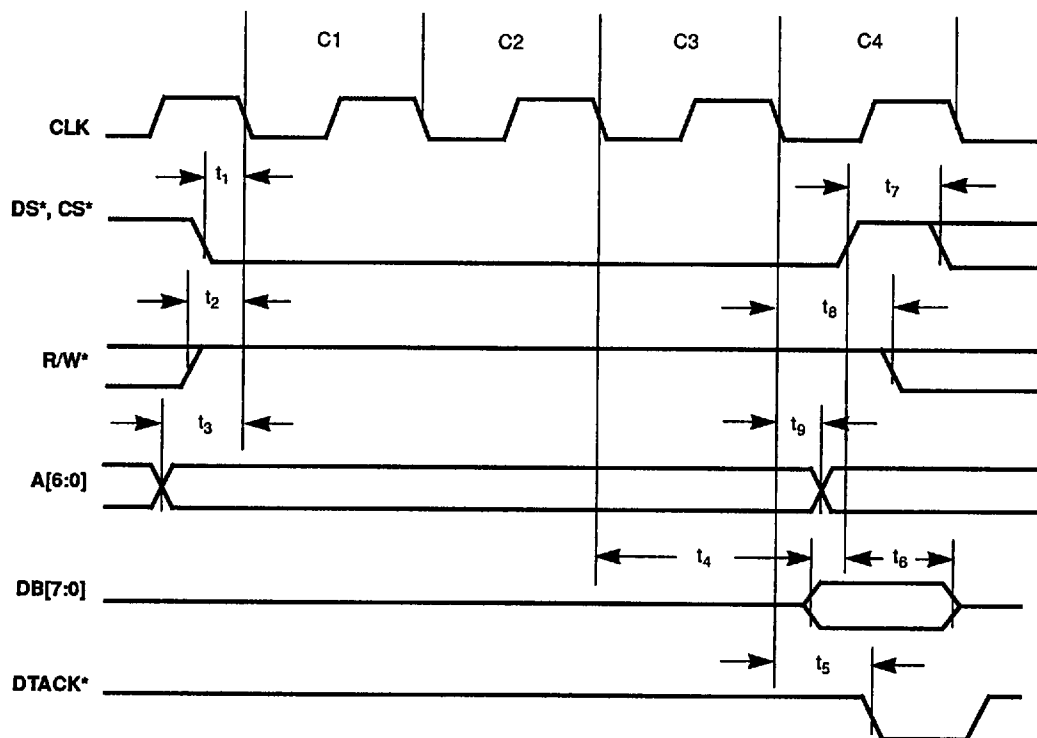 C1 C2 C3 C4
CLK
t1 t7
DS*, CS*
t2 t8
R/W*
t3 t9
A[6:0]
t4 t6
DB[7:0]
t5
DTACK*